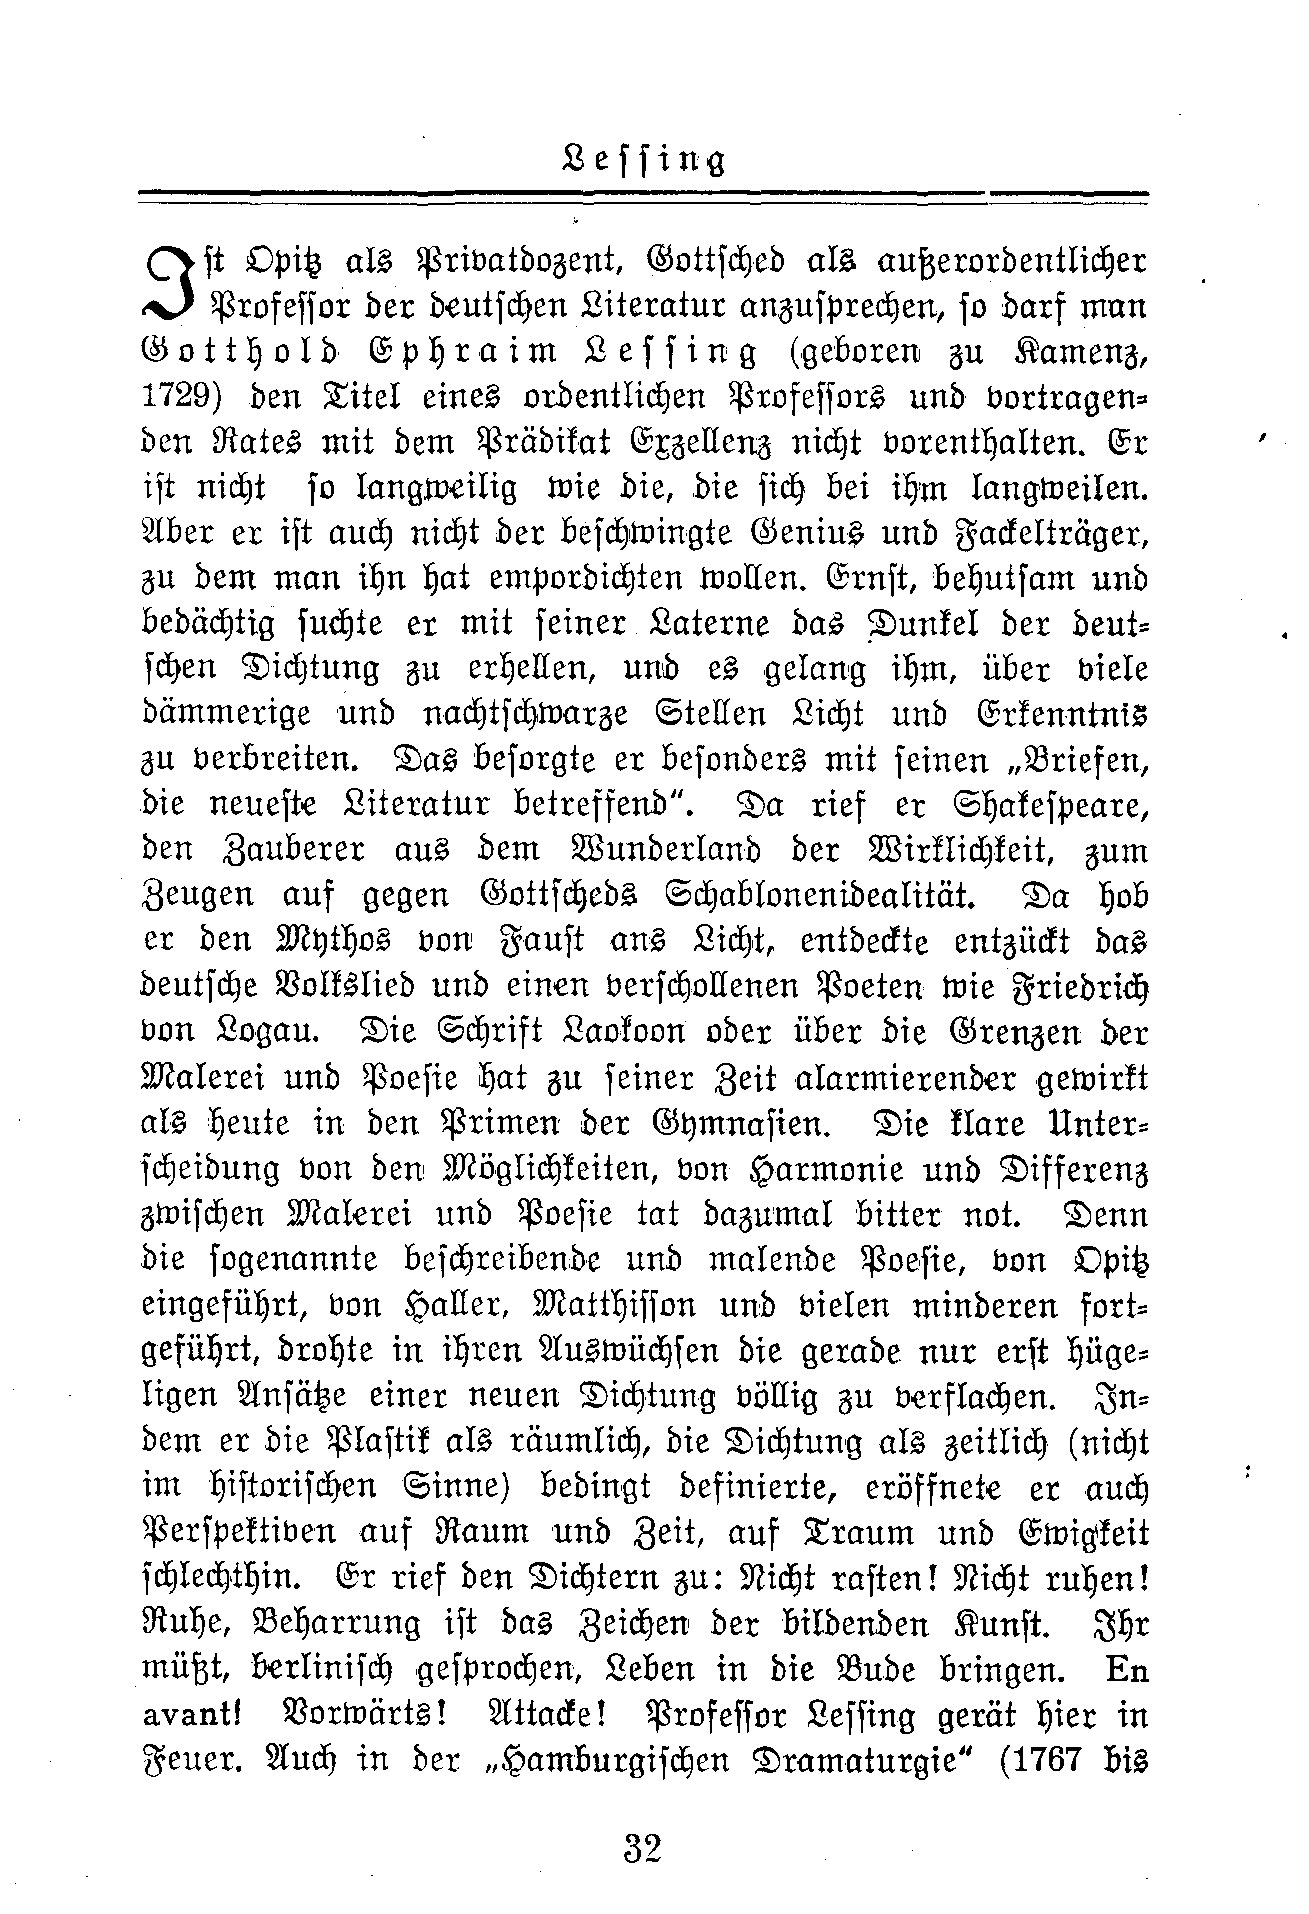 Lessing
Ist Opitz als Privatdozent, Gottsched als außerordentlicher
Professor der deutschen Literatur anzusprechen, so darf man
Gotthold Ephraim Lessing (geboren zu Kamenz,
1729) den Titel eines ordentlichen Professors und vortragen-
den Rates mit dem Prädikat Exzellenz nicht vorenthalten. Er
ist nicht so langweilig wie die, die sich bei ihm langweilen.
Aber er ist auch nicht der beschwingte Genius und Fackelträger,
zu dem man ihn hat empordichten wollen. Ernst, behutsam und
bedächtig suchte er mit seiner Laterne das Dunkel der deut-
schen Dichtung zu erhellen, und es gelang ihm, über viele
dämmerige und nachtschwarze Stellen Licht und Erkenntnis
zu verbreiten. Das besorgte er besonders mit seinen „Briefen,
die neueste Literatur betreffend“. Da rief er Shakespeare,
den Zauberer aus dem Wunderland der Wirklichkeit, zum
Zeugen auf gegen Gottscheds Schablonenidealität. Da hob
er den Mythos von Faust ans Licht, entdeckte entzückt das
deutsche Volkslied und einen verschollenen Poeten wie Friedrich
von Logau. Die Schrift Laokoon oder über die Grenzen der
Malerei und Poesie hat zu seiner Zeit alarmierender gewirkt
als heute in den Primen der Gymnasien. Die klare Unter-
scheidung von den Möglichkeiten, von Harmonie und Differenz
zwischen Malerei und Poesie tat dazumal bitter not. Denn
die sogenannte beschreibende und malende Poesie, von Opitz
eingeführt, von Haller, Matthisson und vielen minderen fort-
geführt, drohte in ihren Auswüchsen die gerade nur erst hüge-
ligen Ansätze einer neuen Dichtung völlig zu verflachen. In-
dem er die Plastik als räumlich, die Dichtung als zeitlich (nicht
im historischen Sinne) bedingt definierte, eröffnete er auch
Perspektiven auf Raum und Zeit, auf Traum und Ewigkeit
schlechthin. Er rief den Dichtern zu: Nicht rasten! Nicht ruhen!
Ruhe, Beharrung ist das Zeichen der bildenden Kunst. Ihr
müßt, berlinisch gesprochen, Leben in die Bude bringen. En
avant! Vorwärts! Attacke! Professor Lessing gerät hier in
Feuer. Auch in der „Hamburgischen Dramaturgie“ (1767 bis
32